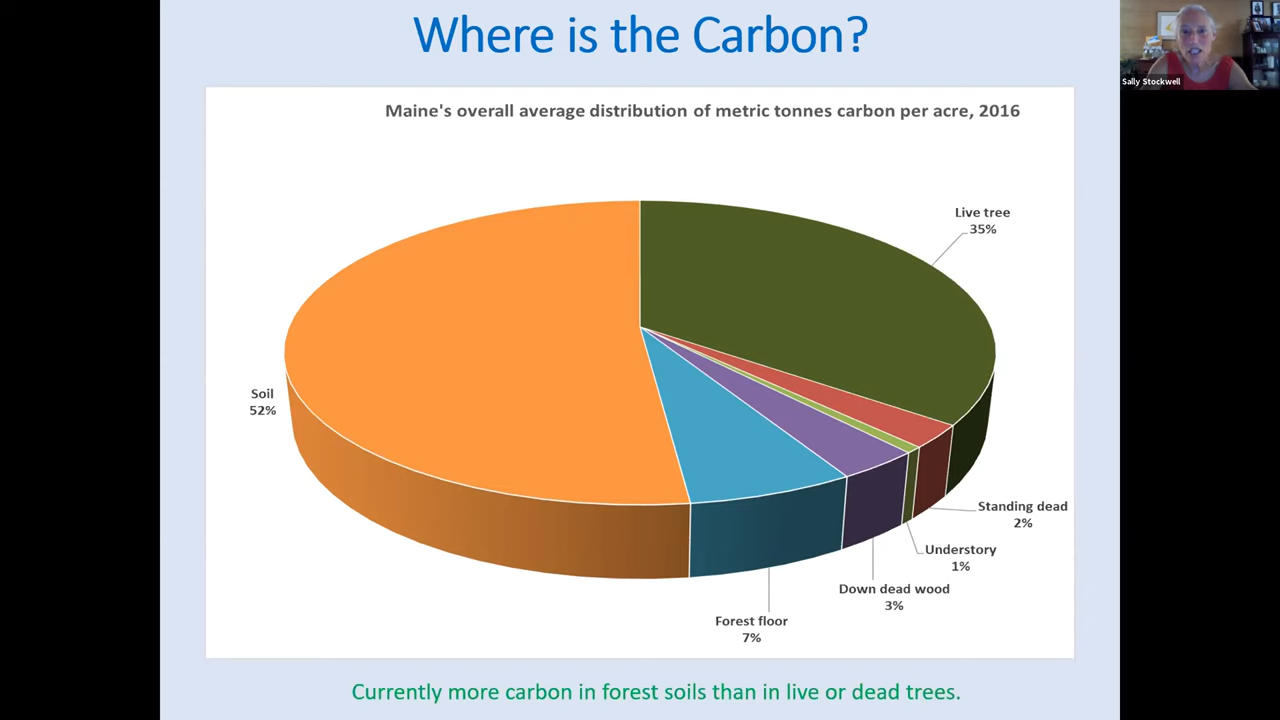 Where is the Carbon?
Sally Stockwell
Maine's overall average distribution of metric tonnes carbon per acre, 2016
Live tree
35%
Soil
52%
Standing dead
2%
Understory
1%
Down dead wood
3%
Forest floor
7%
Currently more carbon in forest soils than in live or dead trees.